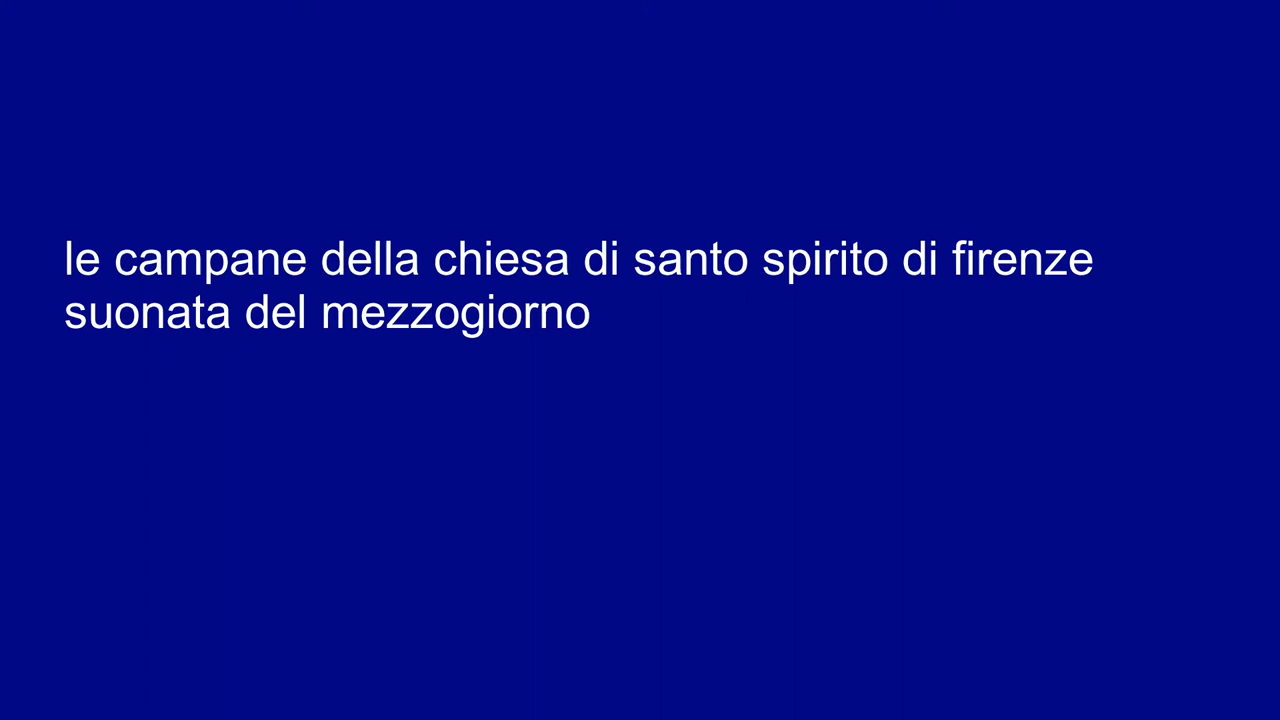 le campane della chiesa di santo spirito di firenze
suonata del mezzogiorno